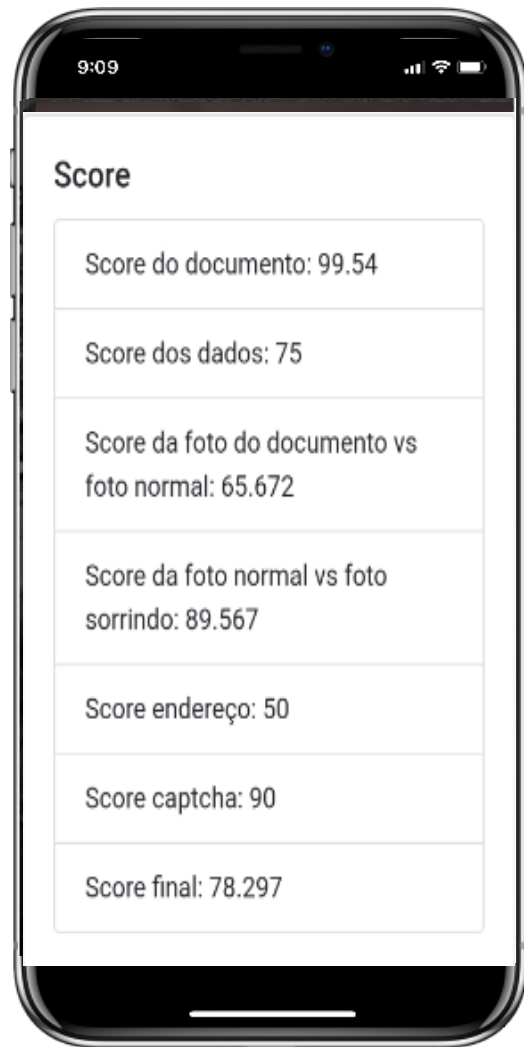 9:09
Score
Score do documento: 99.54
Score dos dados: 75
Score da foto do documento vs
foto normal: 65.672
Score da foto normal vs foto
sorrindo: 89.567
Score endereço: 50
Score captcha: 90
Score final: 78.297